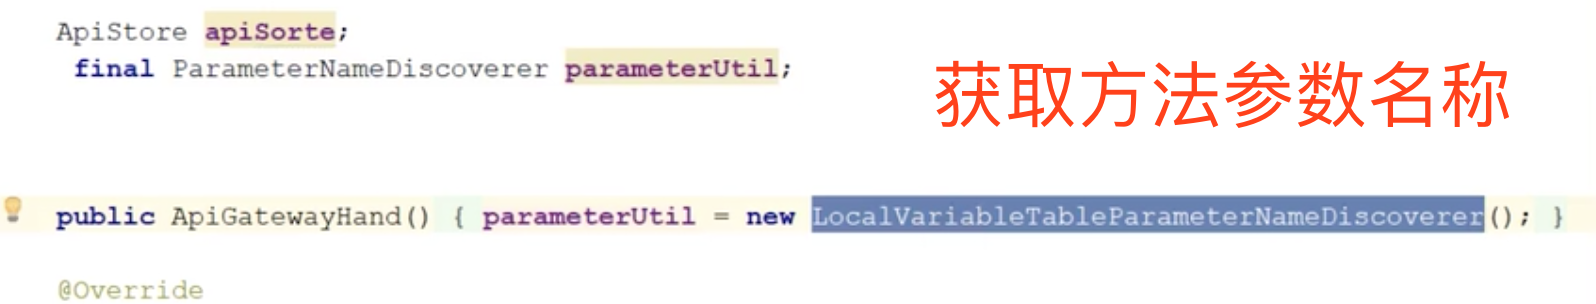 ApiStore apiSorte;
final ParameterNameDiscoverer parameterUtil;
获取方法参数名称
public ApiGatewayHand() { parameterUtil = new LocalVariableTableParameterNameDiscoverer(); }
@Override